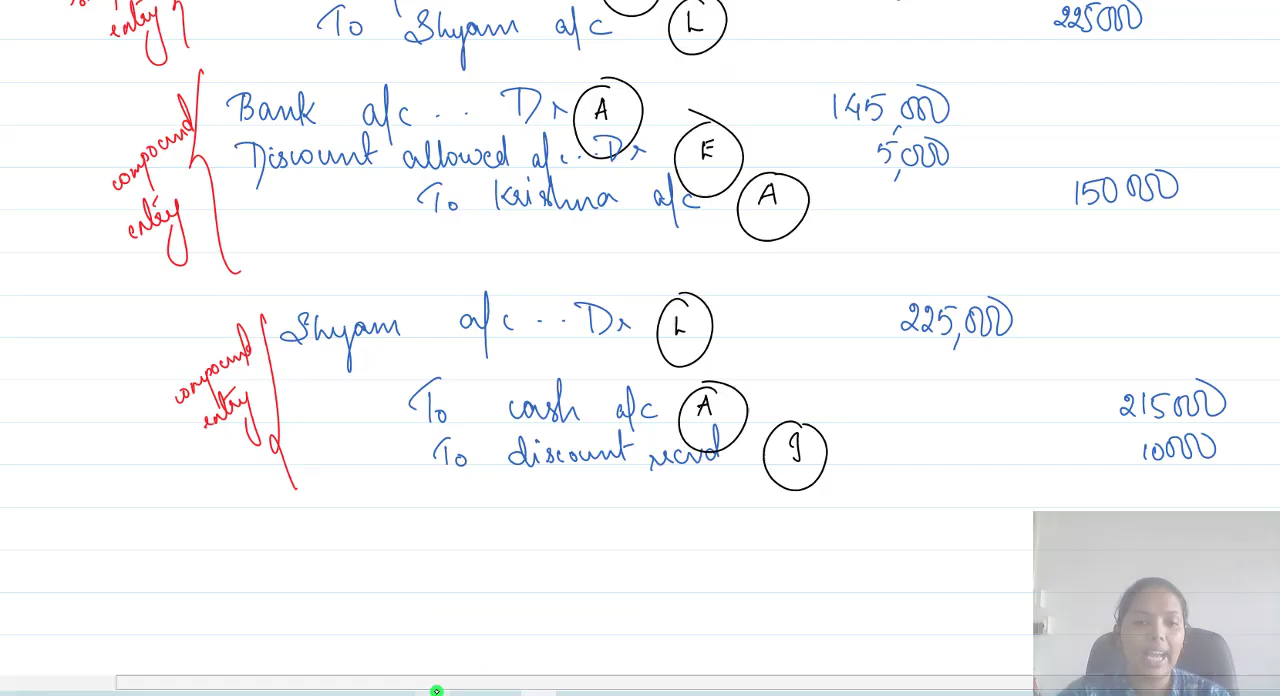 entry
To Shyam a/c L 225000
Bank a/c .. Dr A 145,000
Discount allowed a/c.. Dr E 5,000
To Krishna a/c A 150000
compound
entry
Shyam a/c .. Dr L 225,000
compound
entry
To cash a/c A 215000
To discount recvd I 10000